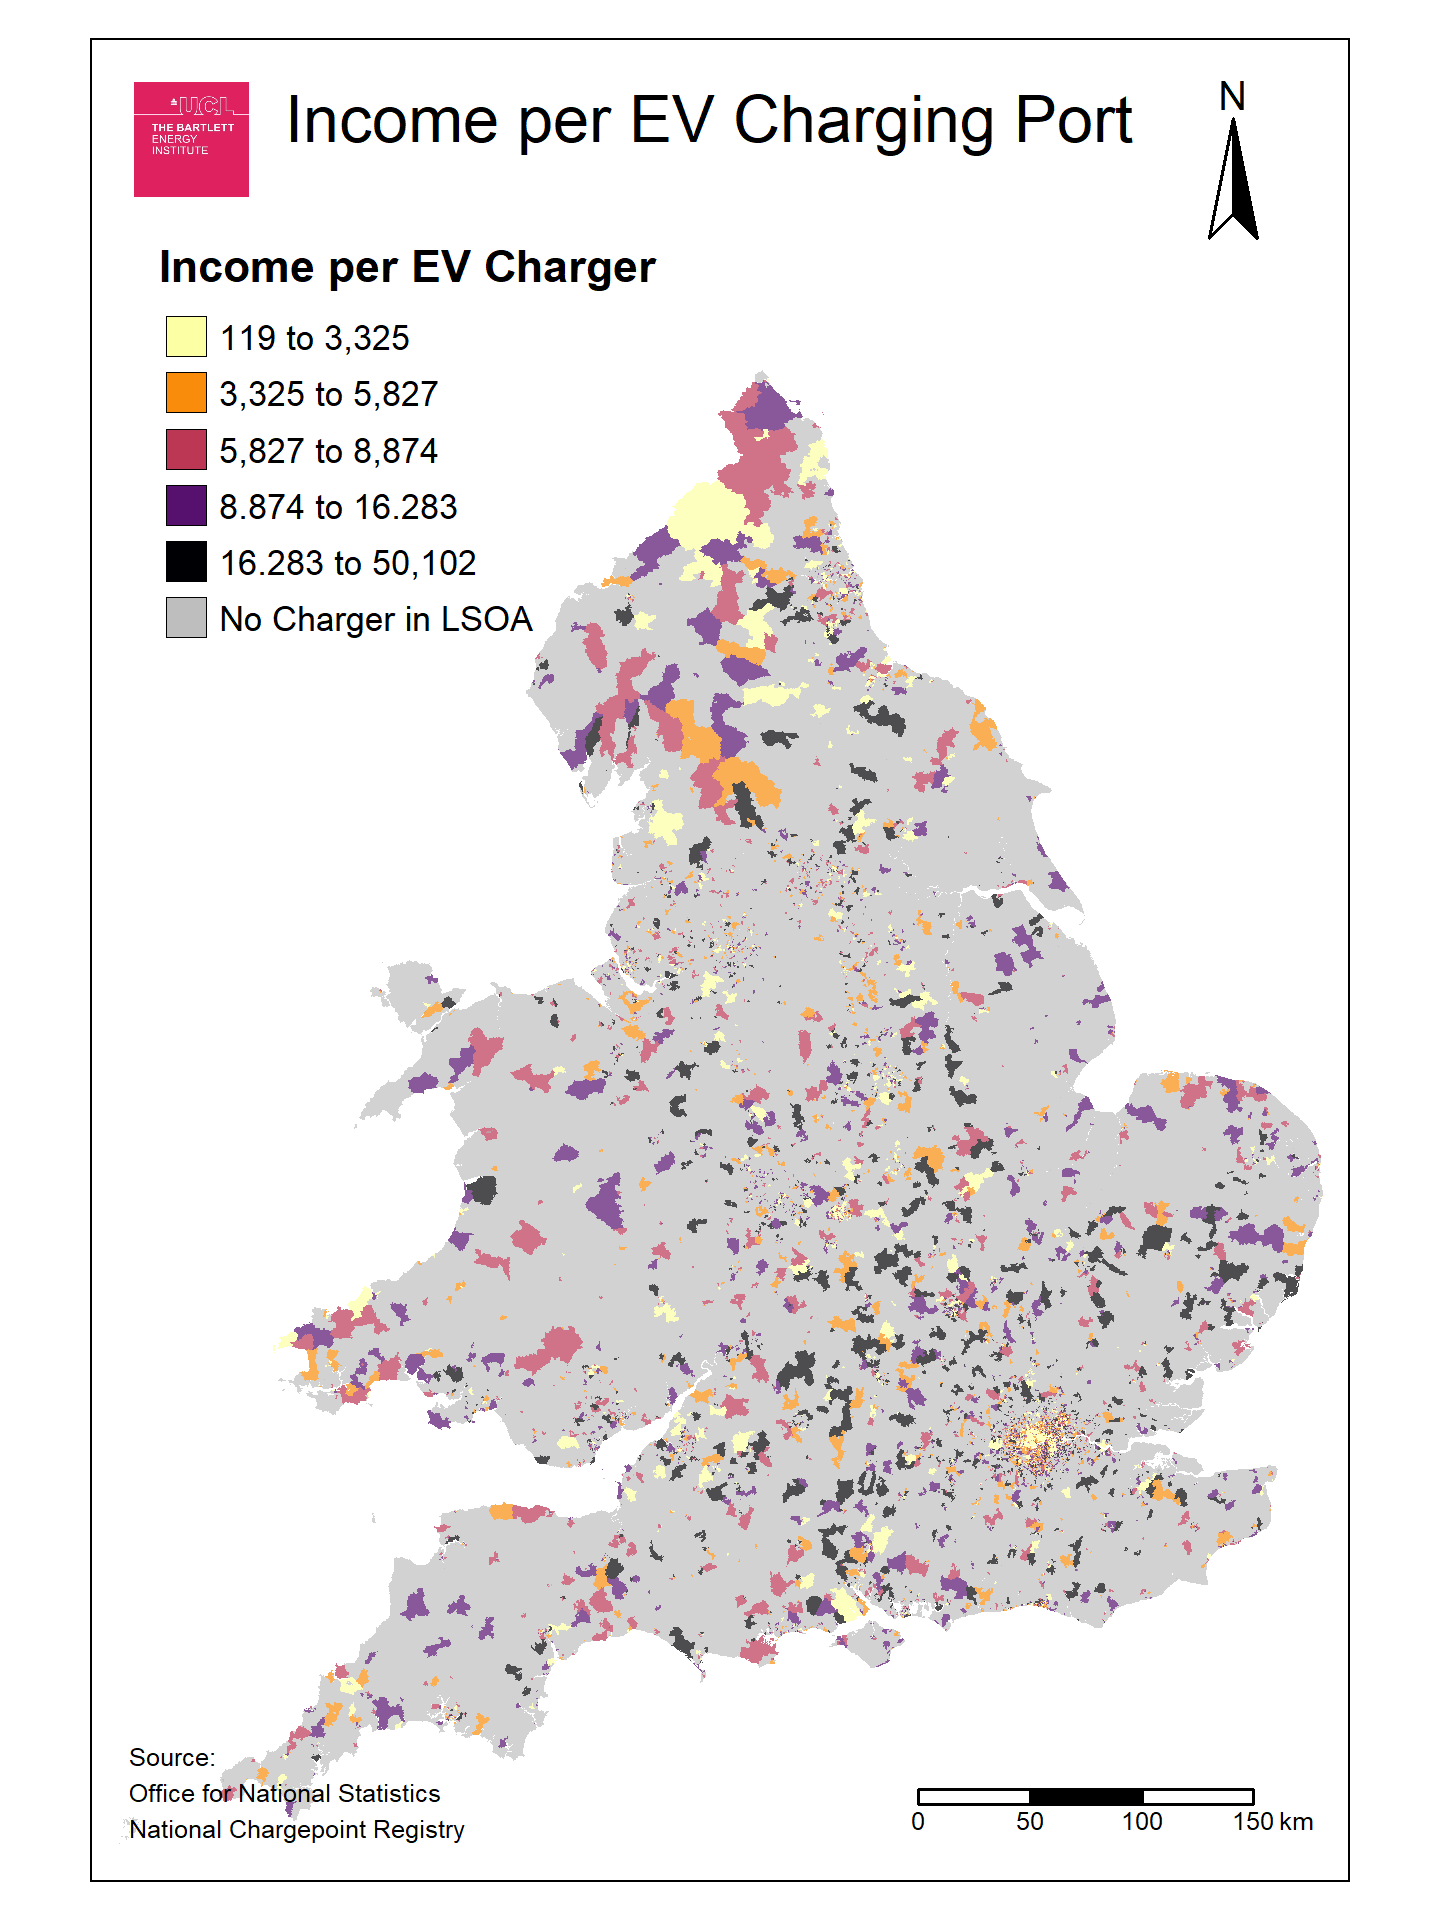 UCL
THE BARTLETT
ENERGY
INSTITUTE
Income per EV Charging Port
N
Income per EV Charger
119 to 3,325
3,325 to 5,827
5,827 to 8,874
8.874 to 16.283
16.283 to 50,102
No Charger in LSOA
Source:
Office for National Statistics
National Chargepoint Registry
0 50 100 150 km